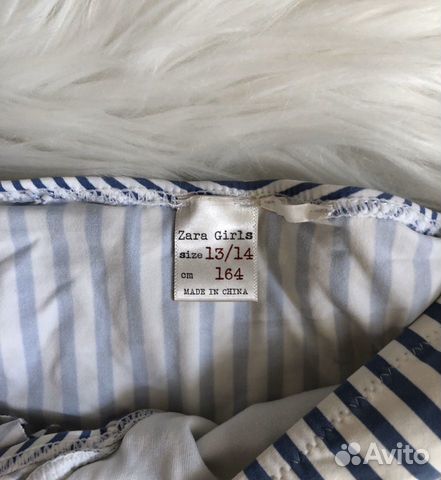 Zara Girls
size 13/14
cm 164
MADE IN CHINA
Avito